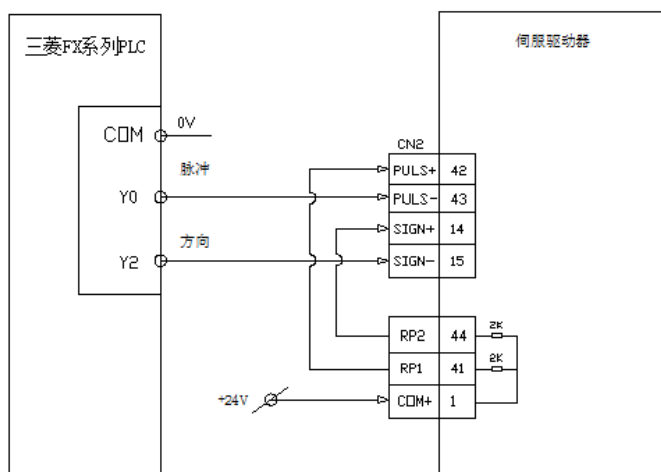 三菱FX系列PLC
伺服驱动器
COM
0V
CN2
脉冲
PULS+ 42
Y0
PULS- 43
SIGN+ 14
方向
Y2
SIGN- 15
RP2 44 2K
RP1 41 2K
+24V
COM+ 1